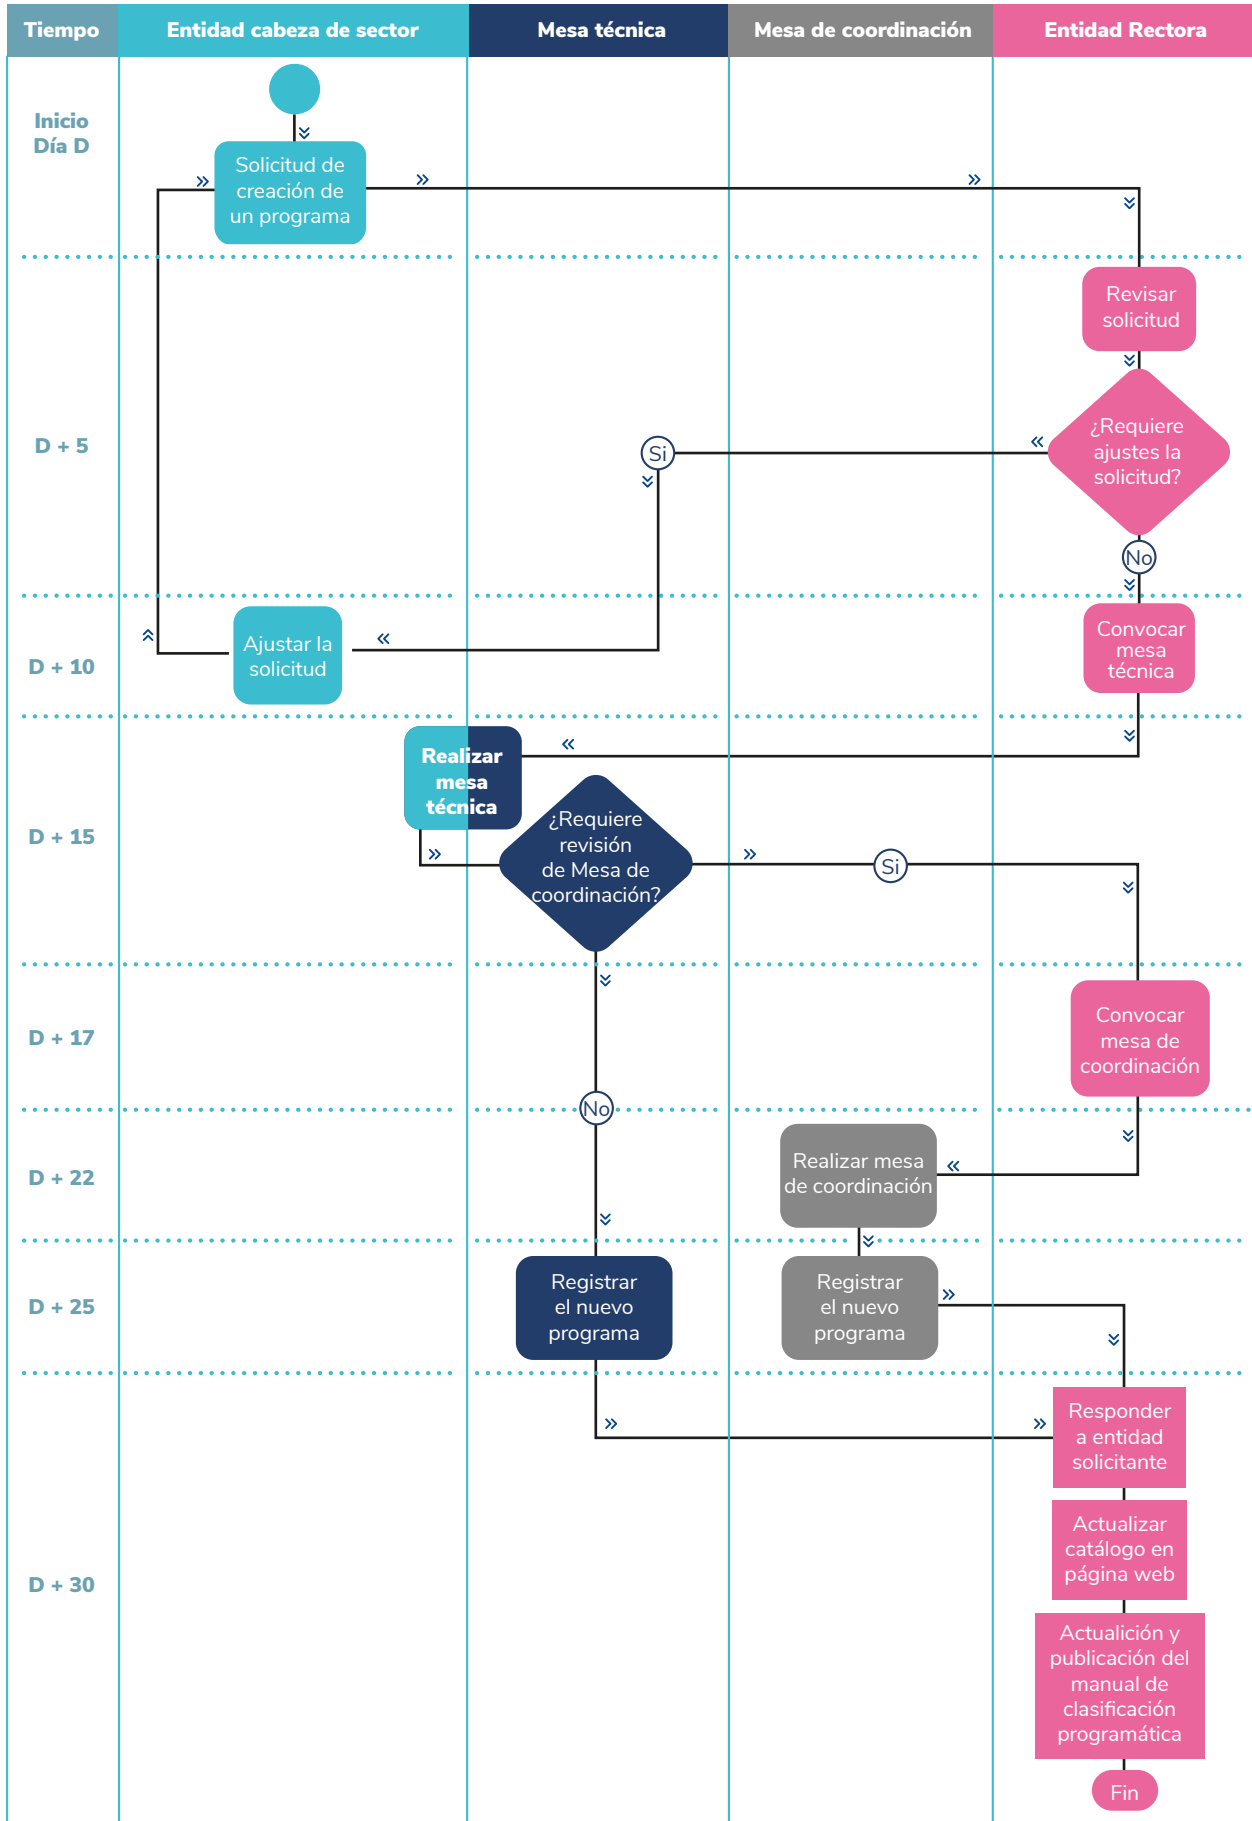 Tiempo
Entidad cabeza de sector
Mesa técnica
Mesa de coordinación
Entidad Rectora
Inicio
Día D
Solicitud de
creación de
un programa
D + 5
Revisar
solicitud
¿Requiere
ajustes la
solicitud?
Si
No
D + 10
Ajustar la
solicitud
Convocar
mesa
técnica
D + 15
Realizar
mesa
técnica
¿Requiere
revisión
de Mesa de
coordinación?
Si
D + 17
Convocar
mesa de
coordinación
No
D + 22
Realizar mesa
de coordinación
D + 25
Registrar
el nuevo
programa
Registrar
el nuevo
programa
D + 30
Responder
a entidad
solicitante
Actualizar
catálogo en
página web
Actualición y
publicación del
manual de
clasificación
programática
Fin